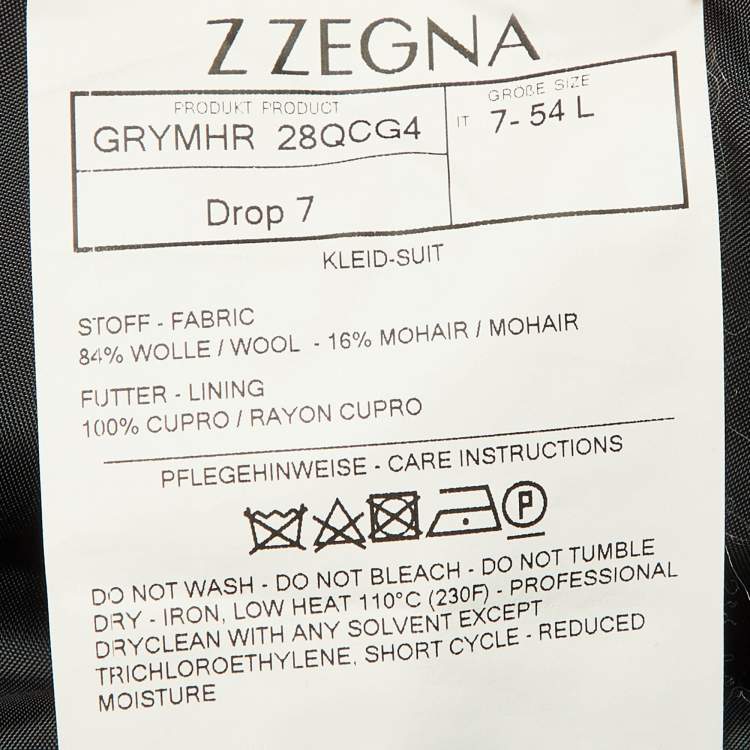 Z ZEGNA
PRODUKT PRODUCT
GRYMHR 28QCG4
GRÖßE SIZE
IT 7- 54 L
Drop 7
KLEID-SUIT
STOFF - FABRIC
84% WOLLE / WOOL - 16% MOHAIR / MOHAIR
FUTTER - LINING
100% CUPRO / RAYON CUPRO
PFLEGEHINWEISE - CARE INSTRUCTIONS
P
DO NOT WASH - DO NOT BLEACH - DO NOT TUMBLE
DRY - IRON, LOW HEAT 110°C (230F) - PROFESSIONAL
DRYCLEAN WITH ANY SOLVENT EXCEPT
TRICHLOROETHYLENE, SHORT CYCLE - REDUCED
MOISTURE